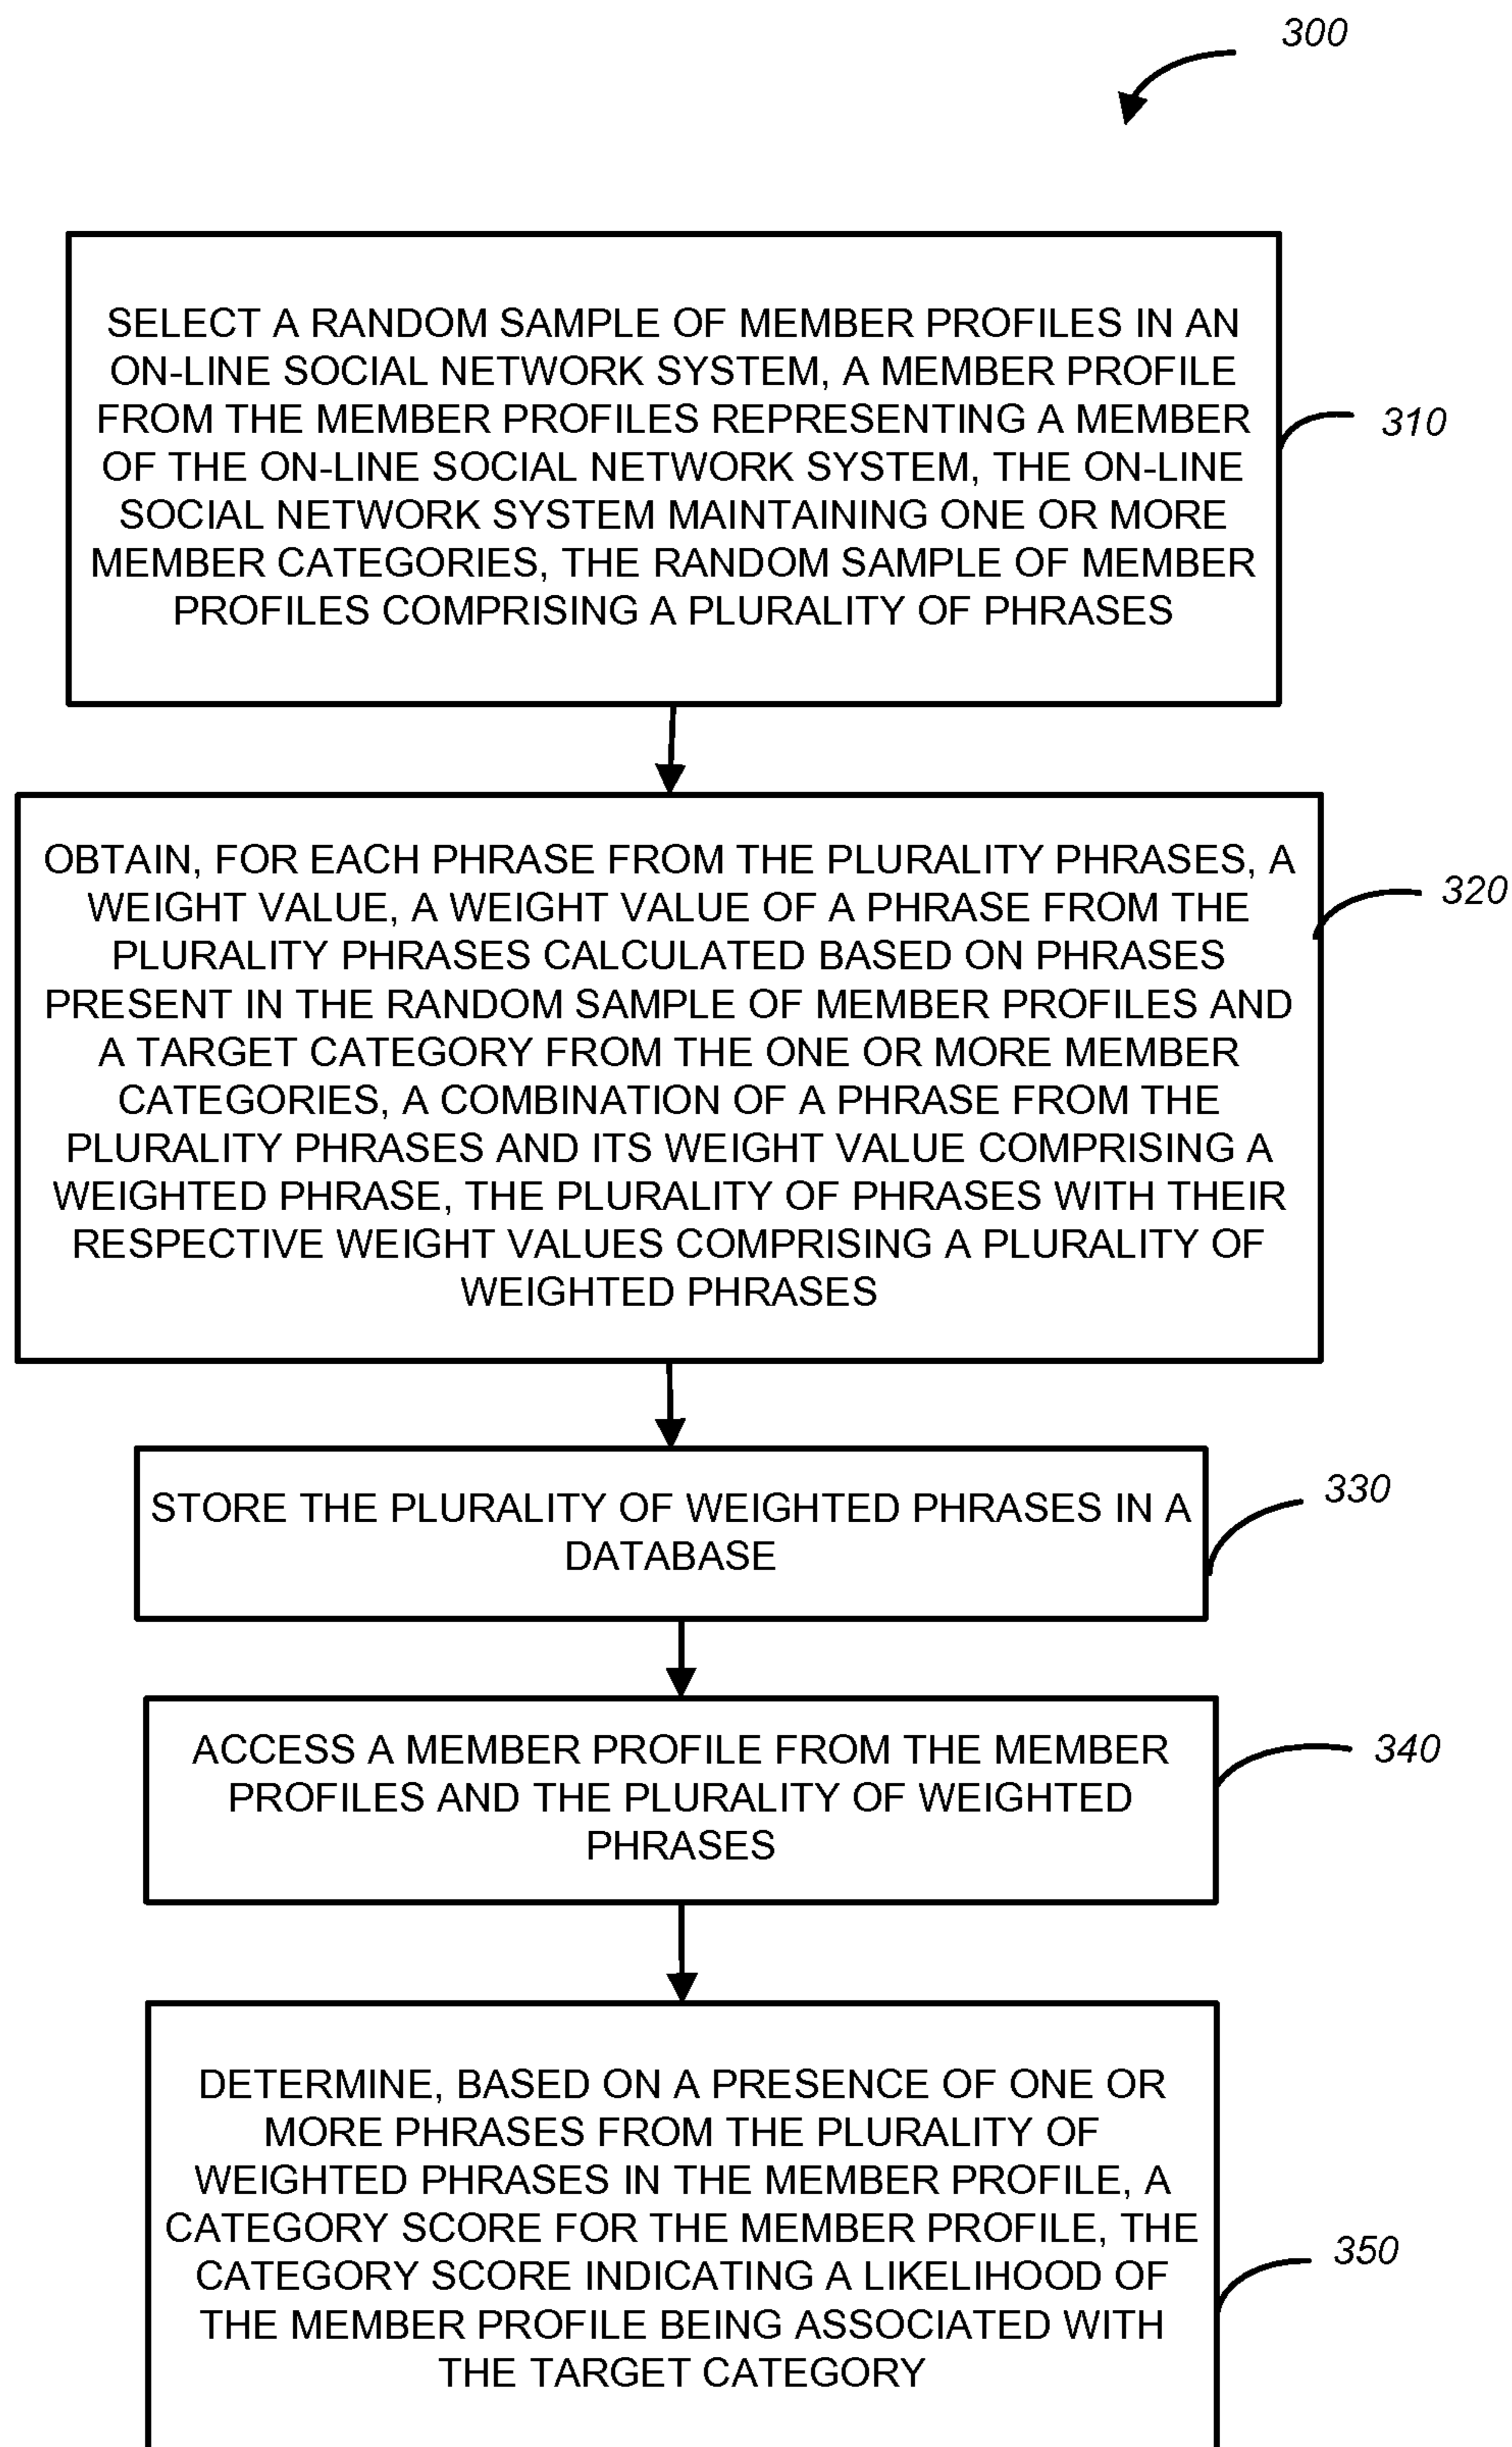 300
SELECT A RANDOM SAMPLE OF MEMBER PROFILES IN AN
ON-LINE SOCIAL NETWORK SYSTEM, A MEMBER PROFILE
FROM THE MEMBER PROFILES REPRESENTING A MEMBER
OF THE ON-LINE SOCIAL NETWORK SYSTEM, THE ON-LINE
SOCIAL NETWORK SYSTEM MAINTAINING ONE OR MORE
MEMBER CATEGORIES, THE RANDOM SAMPLE OF MEMBER
PROFILES COMPRISING A PLURALITY OF PHRASES
310
OBTAIN, FOR EACH PHRASE FROM THE PLURALITY PHRASES, A
WEIGHT VALUE, A WEIGHT VALUE OF A PHRASE FROM THE
PLURALITY PHRASES CALCULATED BASED ON PHRASES
PRESENT IN THE RANDOM SAMPLE OF MEMBER PROFILES AND
A TARGET CATEGORY FROM THE ONE OR MORE MEMBER
CATEGORIES, A COMBINATION OF A PHRASE FROM THE
PLURALITY PHRASES AND ITS WEIGHT VALUE COMPRISING A
WEIGHTED PHRASE, THE PLURALITY OF PHRASES WITH THEIR
RESPECTIVE WEIGHT VALUES COMPRISING A PLURALITY OF
WEIGHTED PHRASES
320
STORE THE PLURALITY OF WEIGHTED PHRASES IN A
DATABASE
330
ACCESS A MEMBER PROFILE FROM THE MEMBER
PROFILES AND THE PLURALITY OF WEIGHTED
PHRASES
340
DETERMINE, BASED ON A PRESENCE OF ONE OR
MORE PHRASES FROM THE PLURALITY OF
WEIGHTED PHRASES IN THE MEMBER PROFILE, A
CATEGORY SCORE FOR THE MEMBER PROFILE, THE
CATEGORY SCORE INDICATING A LIKELIHOOD OF
THE MEMBER PROFILE BEING ASSOCIATED WITH
THE TARGET CATEGORY
350